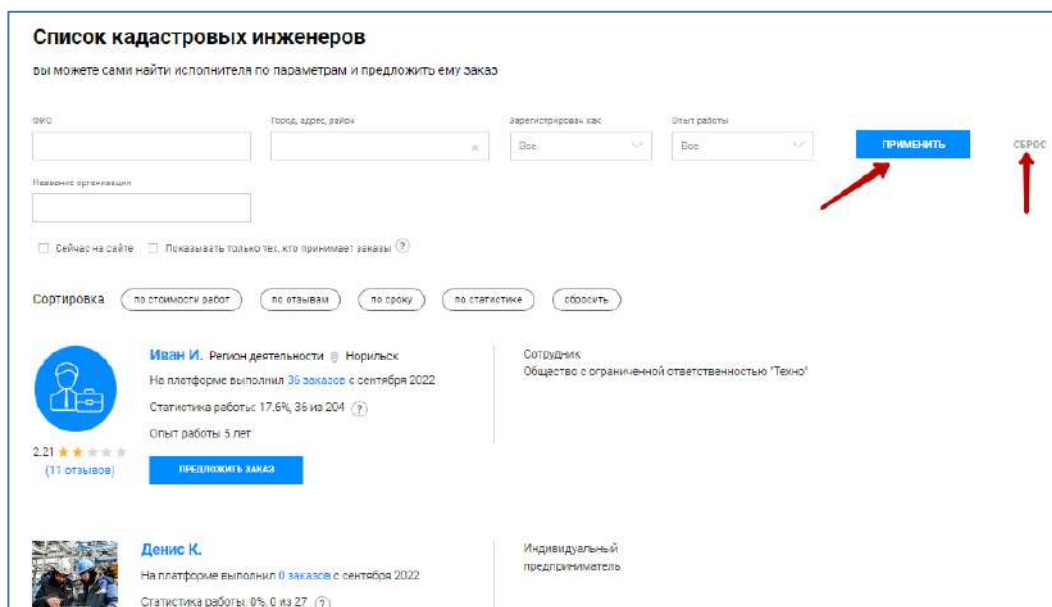 Список кадастровых инженеров
вы можете сами найти исполнителя по параметрам и предложить ему заказ
ФИО
Город, адрес, район
Зарегистрирован как
Опыт работы
Все
Все
ПРИМЕНИТЬ
СБРОС
Название организации
Сейчас на сайте
Показывать только тех, кто принимает заказы ?
Сортировка
по стоимости работ
по отзывам
по сроку
по статистике
сбросить
Иван И. Регион деятельности Норильск
На платформе выполнил 36 заказов с сентября 2022
Статистика работы: 17.6%, 36 из 204 ?
Опыт работы 5 лет
2.21
(11 отзывов)
ПРЕДЛОЖИТЬ ЗАКАЗ
Сотрудник
Общество с ограниченной ответственностью "Техно"
Денис К.
На платформе выполнил 0 заказов с сентября 2022
Статистика работы: 0%, 0 из 27 ?
Индивидуальный
предприниматель